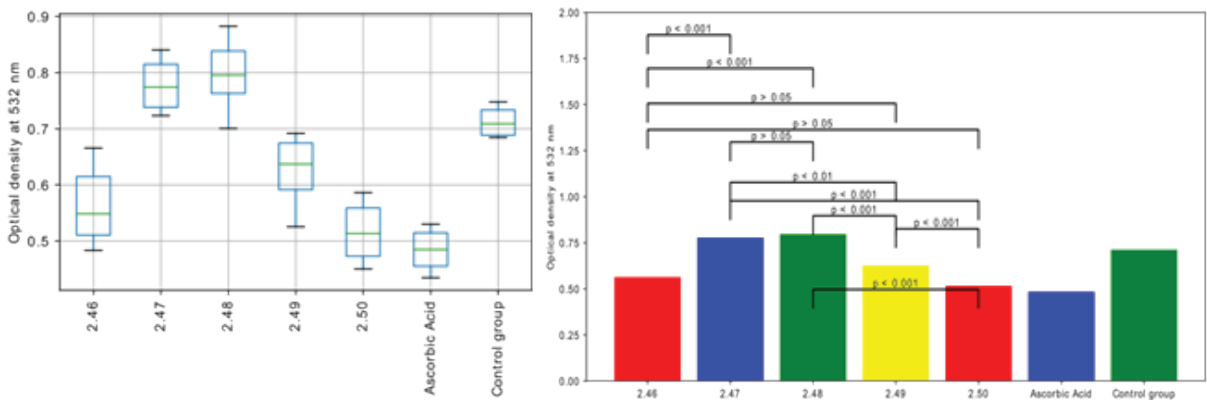 Optical density at 532 nm
0.9
0.8
0.7
0.6
0.5
2.46
2.47
2.48
2.49
2.50
Ascorbic Acid
Control group
Optical density at 532 nm
2.00
1.75
1.50
1.25
1.00
0.75
0.50
0.25
0.00
p < 0.001
p < 0.001
p > 0.05
p > 0.05
p > 0.05
p < 0.01
p < 0.001
p < 0.001
p < 0.001
p < 0.001
2.46
2.47
2.48
2.49
2.50
Ascorbic Acid
Control group